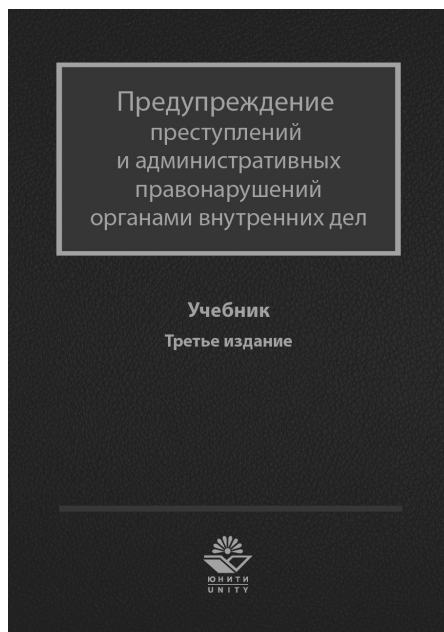 Предупреждение
преступлений
и административных
правонарушений
органами внутренних дел
Учебник
Третье издание
ЮНИТИ
UNITY